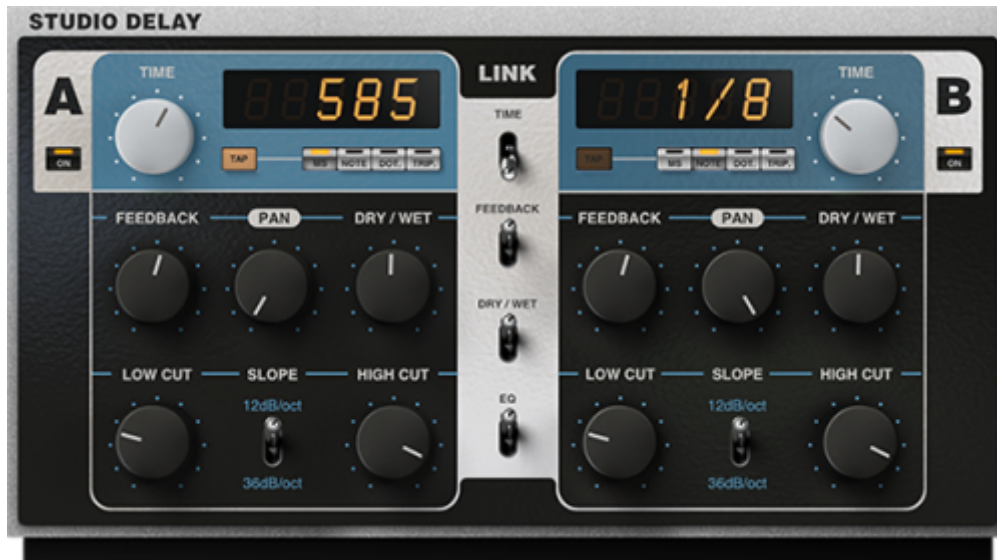 STUDIO DELAY
A
TIME
585
ON
TAP
MS NOTE DOT. TRIP.
FEEDBACK PAN DRY / WET
LOW CUT SLOPE HIGH CUT
12dB/oct
36dB/oct
LINK
TIME
FEEDBACK
DRY / WET
EQ
1/8
TIME
B
TAP
MS NOTE DOT. TRIP.
ON
FEEDBACK PAN DRY / WET
LOW CUT SLOPE HIGH CUT
12dB/oct
36dB/oct